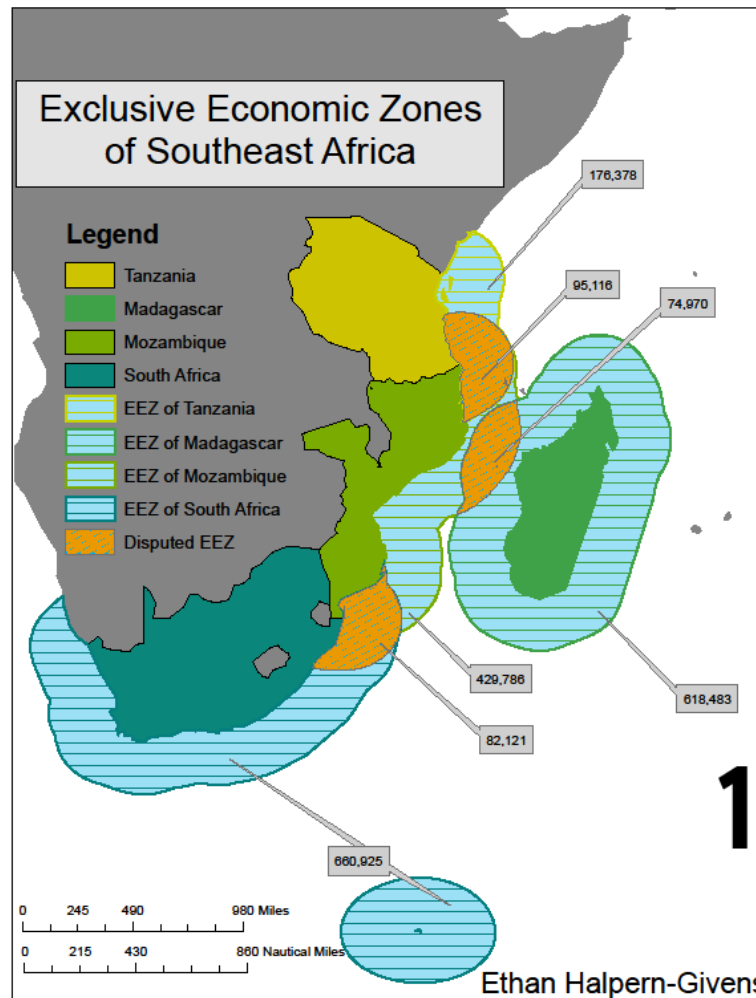 Exclusive Economic Zones
of Southeast Africa
176,378
Legend
Tanzania
95,116
74,970
Madagascar
Mozambique
South Africa
EEZ of Tanzania
EEZ of Madagascar
EEZ of Mozambique
EEZ of South Africa
Disputed EEZ
429,786
618,483
82,121
1
660,925
0 245 490 980 Miles
0 215 430 860 Nautical Miles
Ethan Halpern-Givens